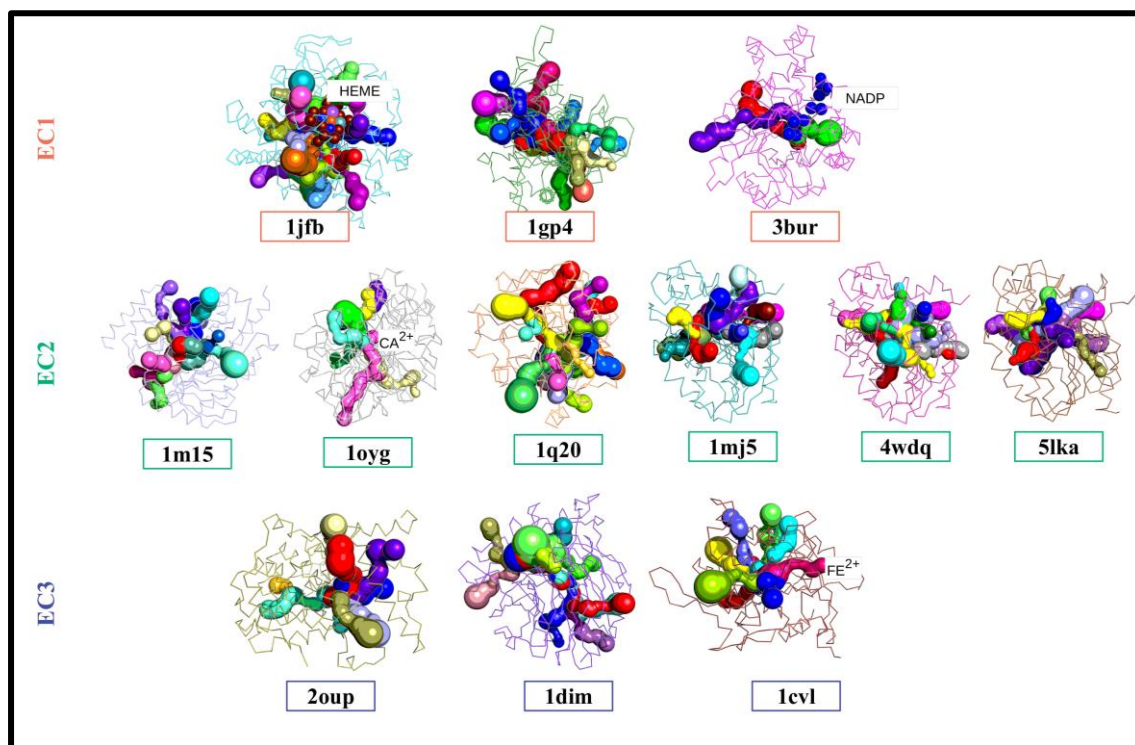 EC1
HEME
NADP
1jfb
1gp4
3bur
EC2
CA²⁺
1m15
1oyg
1q20
1mj5
4wdq
5lka
EC3
FE²⁺
2oup
1dim
1cvl